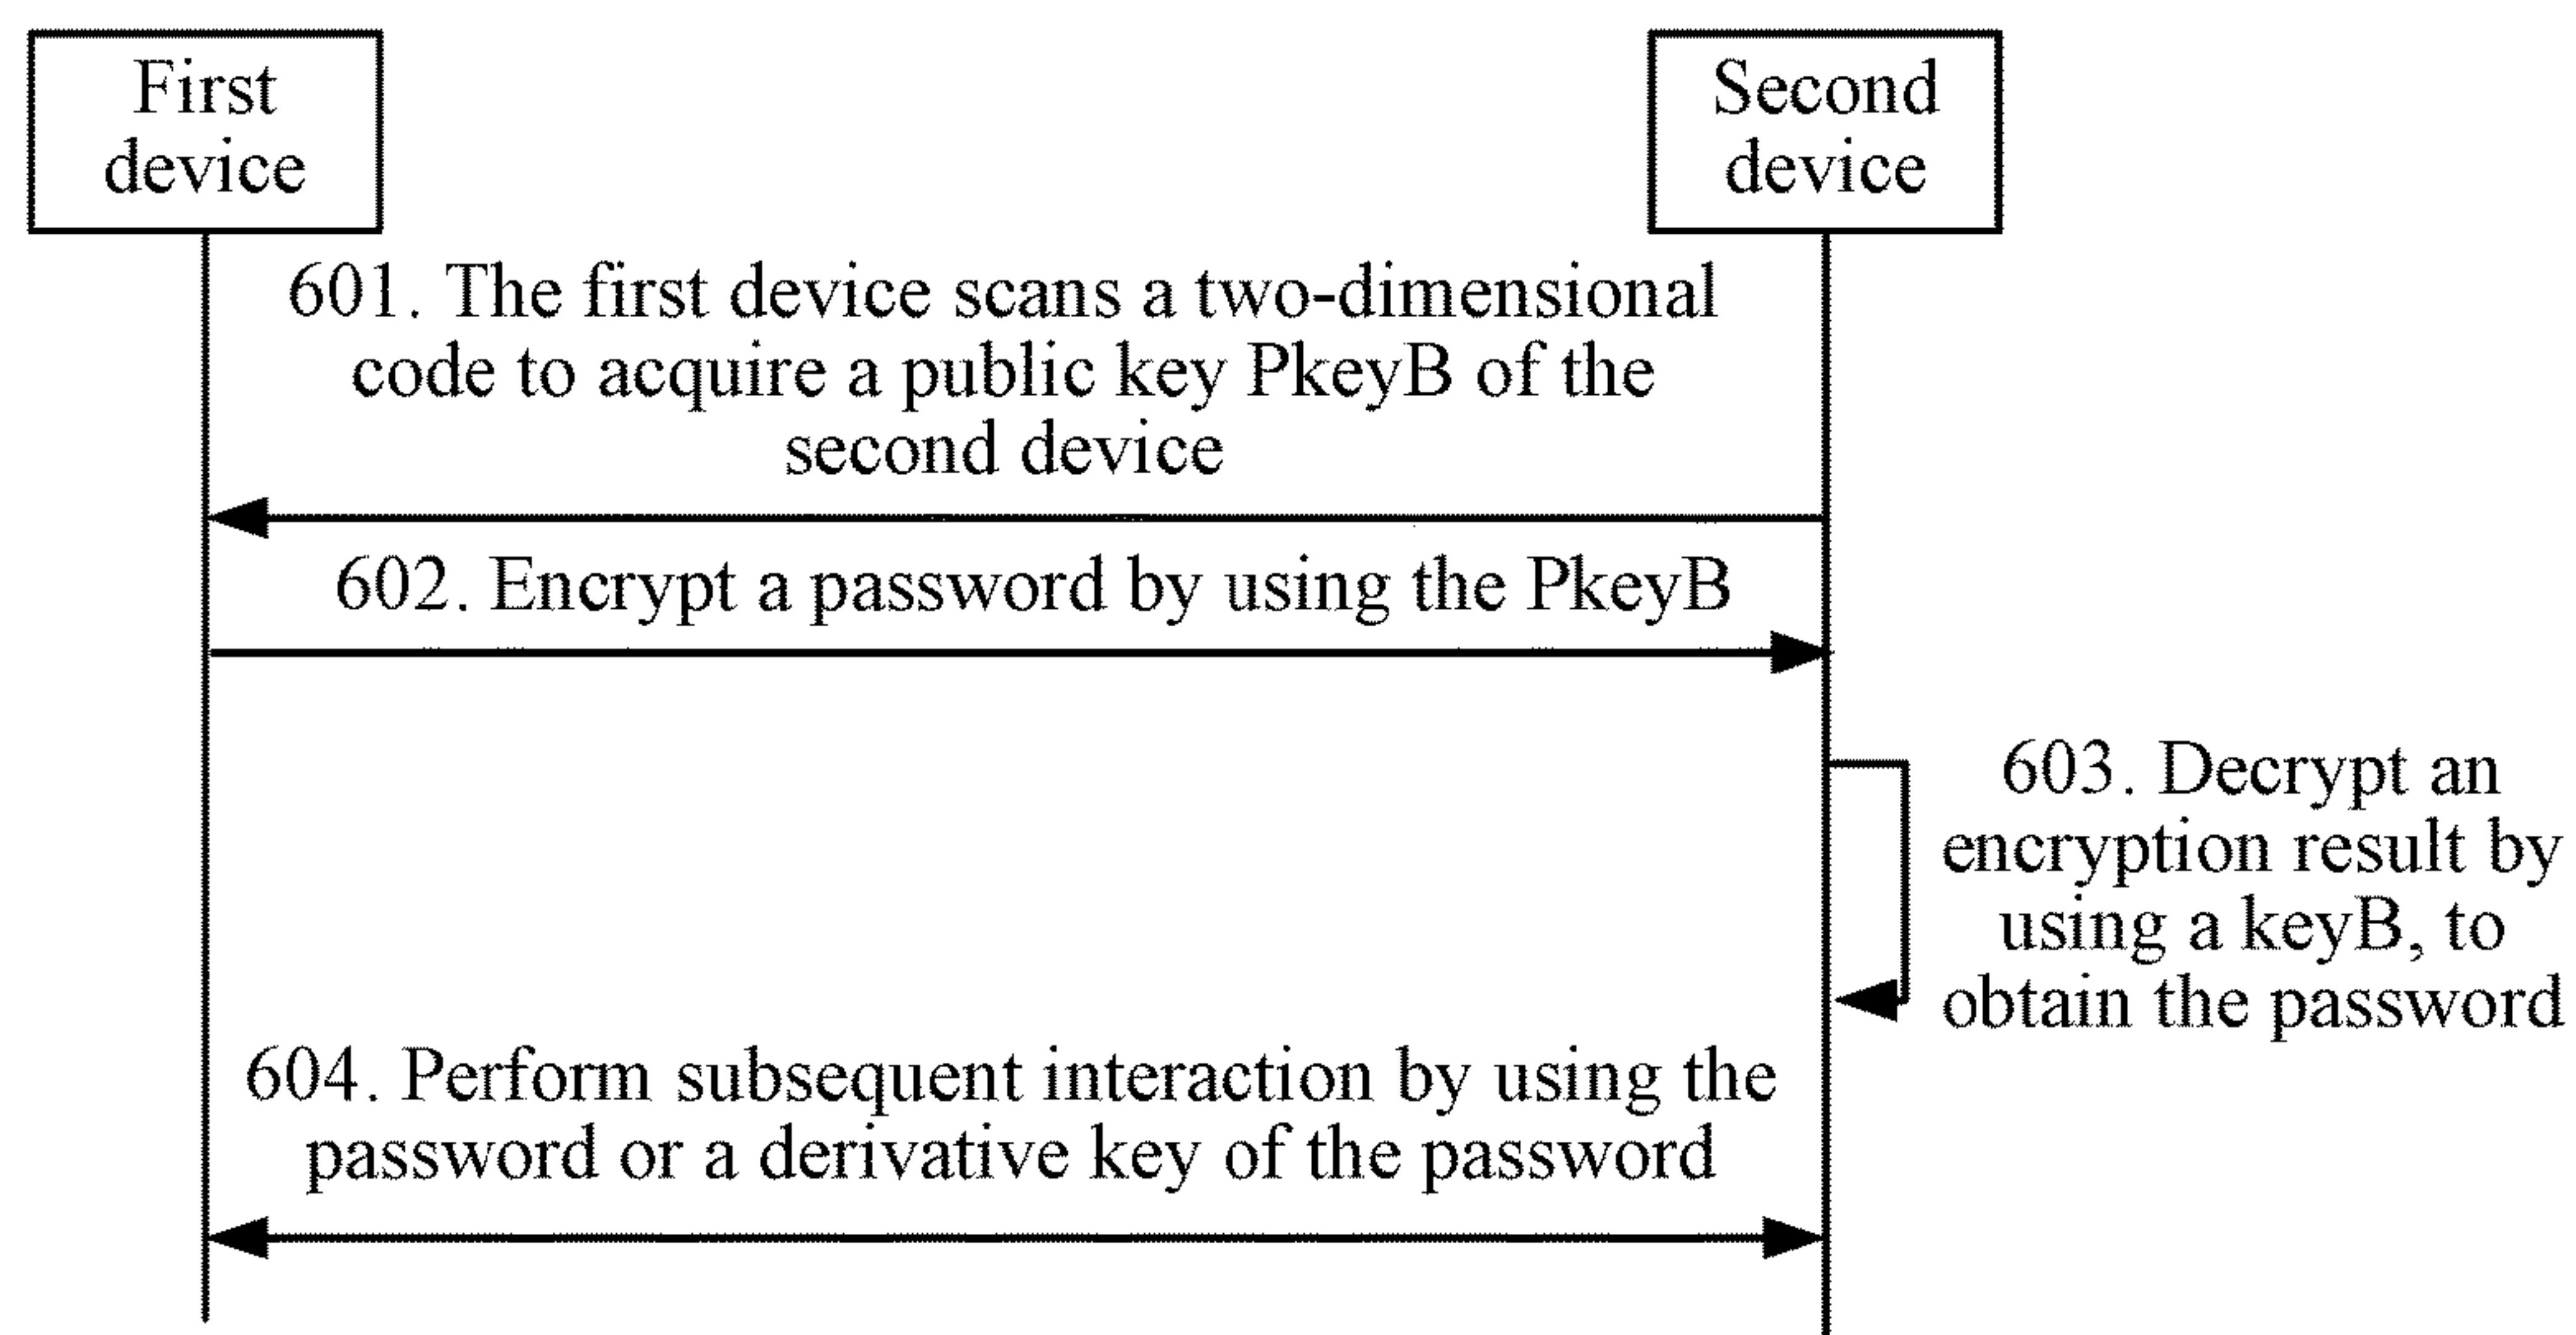 First
device
Second
device
601. The first device scans a two-dimensional
code to acquire a public key PkeyB of the
second device
602. Encrypt a password by using the PkeyB
603. Decrypt an
encryption result by
using a keyB, to
obtain the password
604. Perform subsequent interaction by using the
password or a derivative key of the password